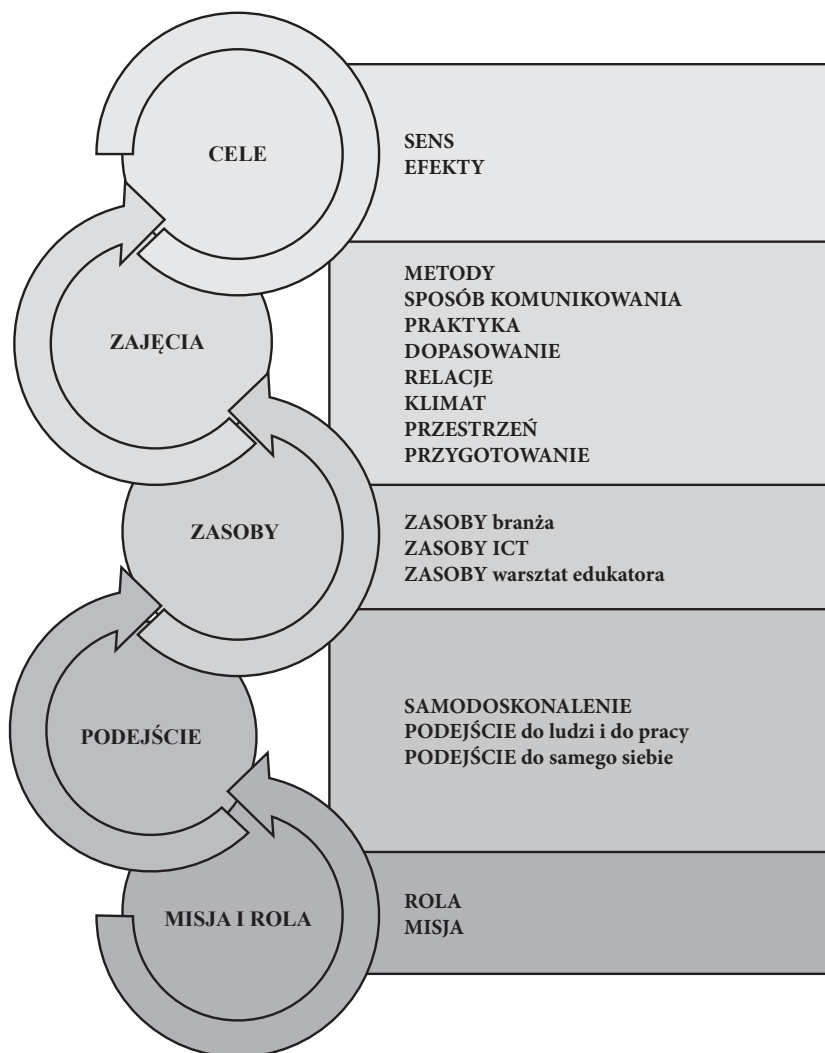 CELE
SENS
EFEKTY
ZAJĘCIA
METODY
SPOSÓB KOMUNIKOWANIA
PRAKTYKA
DOPASOWANIE
RELACJE
KLIMAT
PRZESTRZEŃ
PRZYGOTOWANIE
ZASOBY
ZASOBY branża
ZASOBY ICT
ZASOBY warsztat edukatora
PODEJŚCIE
SAMODOSKONALENIE
PODEJŚCIE do ludzi i do pracy
PODEJŚCIE do samego siebie
MISJA I ROLA
ROLA
MISJA